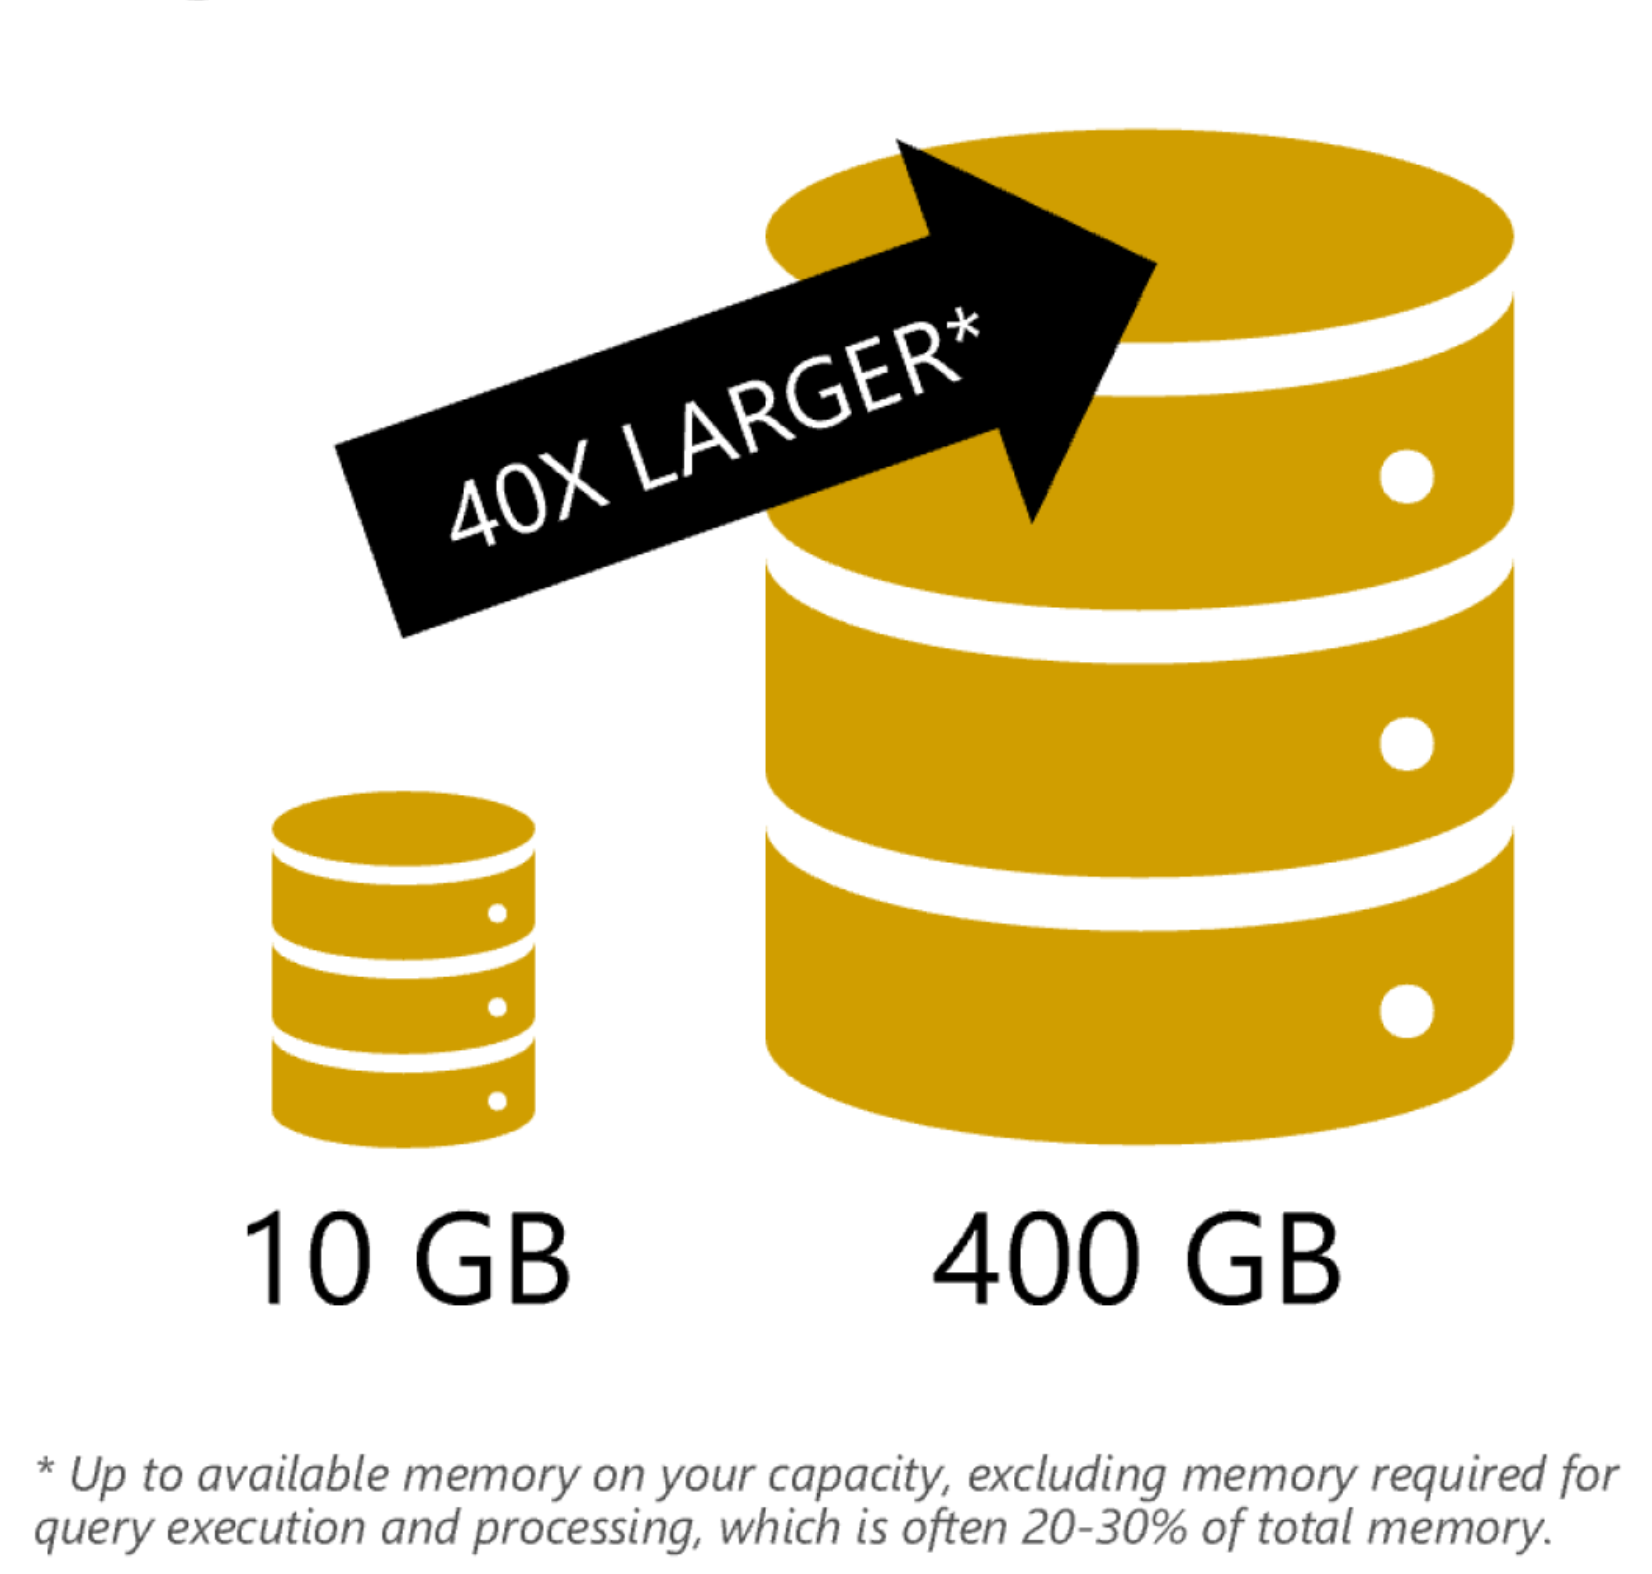 40X LARGER*
10 GB
400 GB
* Up to available memory on your capacity, excluding memory required for
query execution and processing, which is often 20-30% of total memory.